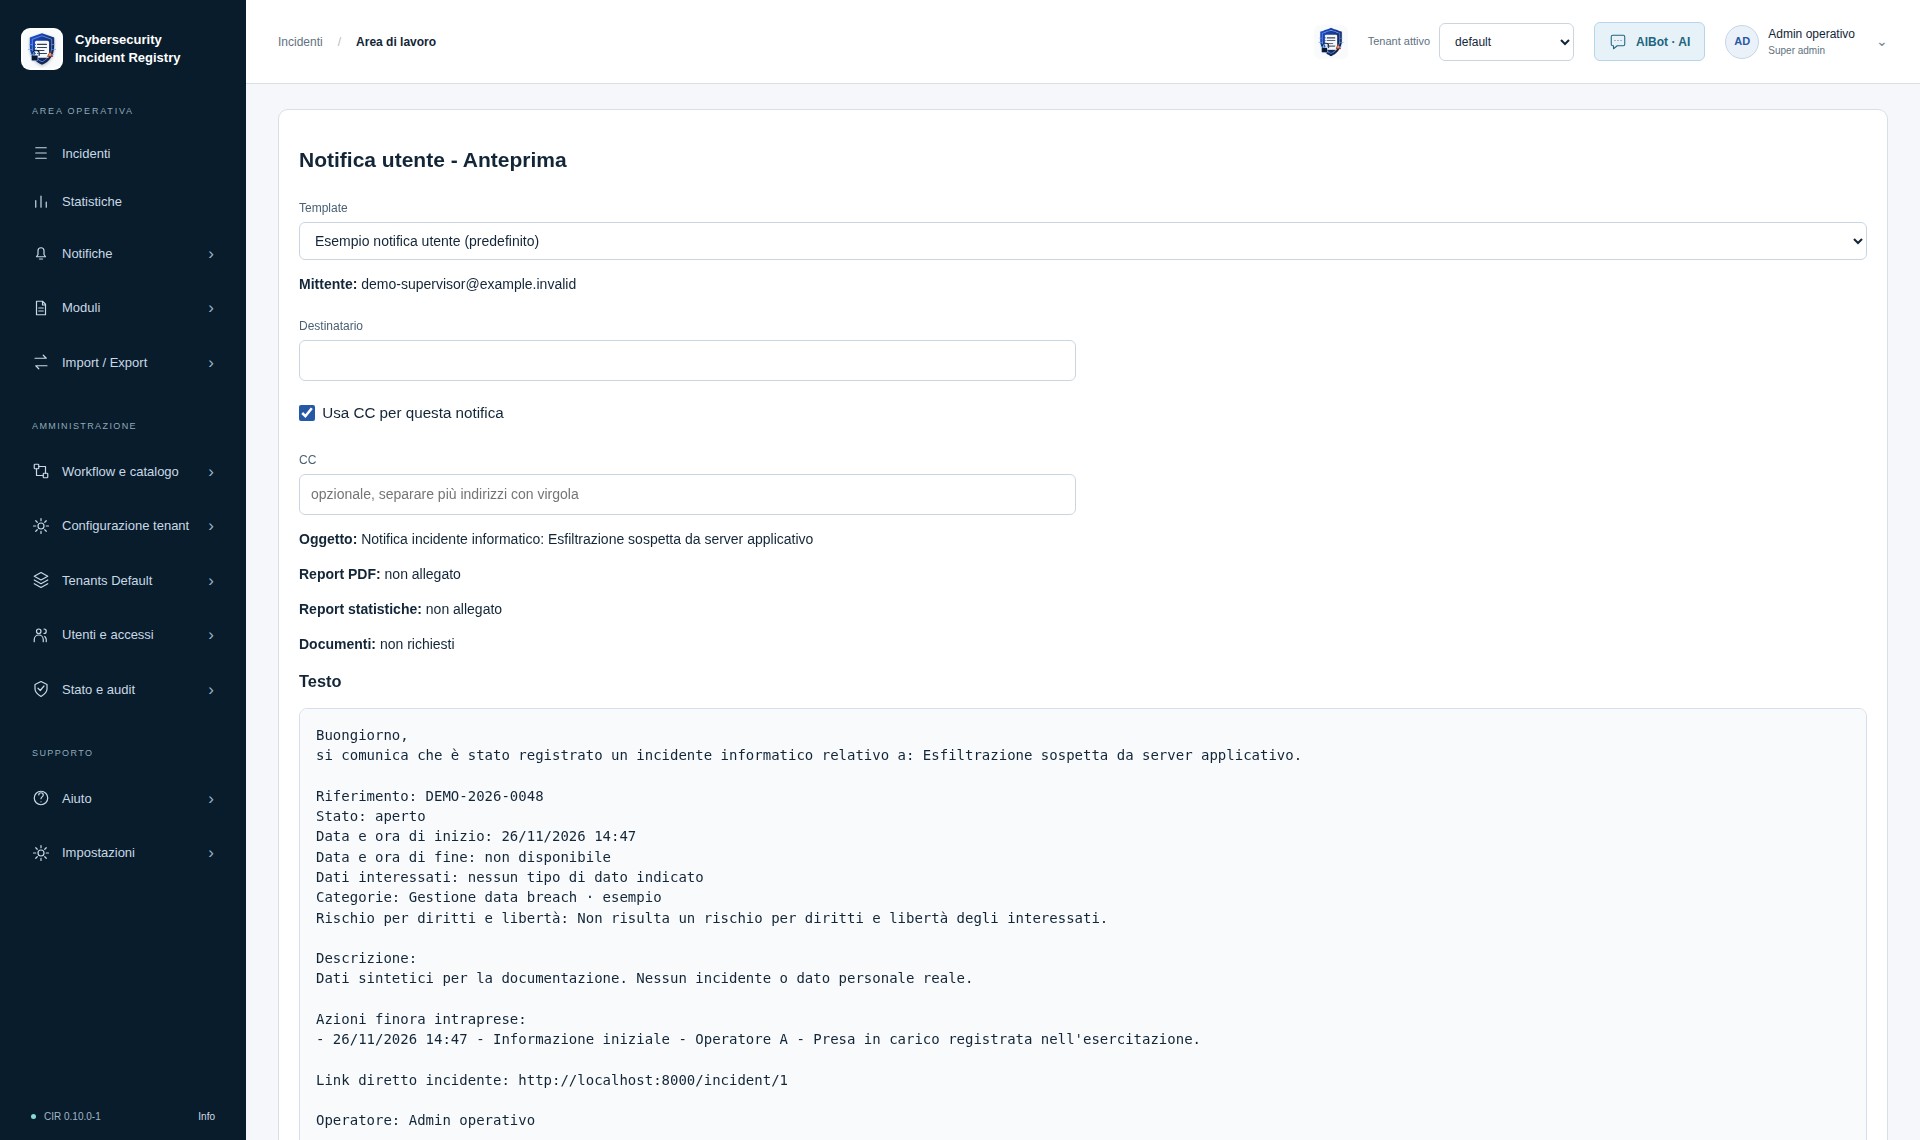 Cybersecurity
Incident Registry
AREA OPERATIVA
Incidenti
Statistiche
Notifiche
Moduli
Import / Export
AMMINISTRAZIONE
Workflow e catalogo
Configurazione tenant
Tenants Default
Utenti e accessi
Stato e audit
SUPPORTO
Aiuto
Impostazioni
CIR 0.10.0-1 Info
Incidenti / Area di lavoro
Tenant attivo default AIBot · AI AD Admin operativo
Super admin
Notifica utente - Anteprima
Template
Esempio notifica utente (predefinito)
Mittente: demo-supervisor@example.invalid
Destinatario
Usa CC per questa notifica
CC
opzionale, separare più indirizzi con virgola
Oggetto: Notifica incidente informatico: Esfiltrazione sospetta da server applicativo
Report PDF: non allegato
Report statistiche: non allegato
Documenti: non richiesti
Testo
Buongiorno,
si comunica che è stato registrato un incidente informatico relativo a: Esfiltrazione sospetta da server applicativo.
Riferimento: DEMO-2026-0048
Stato: aperto
Data e ora di inizio: 26/11/2026 14:47
Data e ora di fine: non disponibile
Dati interessati: nessun tipo di dato indicato
Categorie: Gestione data breach · esempio
Rischio per diritti e libertà: Non risulta un rischio per diritti e libertà degli interessati.
Descrizione:
Dati sintetici per la documentazione. Nessun incidente o dato personale reale.
Azioni finora intraprese:
- 26/11/2026 14:47 - Informazione iniziale - Operatore A - Presa in carico registrata nell'esercitazione.
Link diretto incidente: http://localhost:8000/incident/1
Operatore: Admin operativo